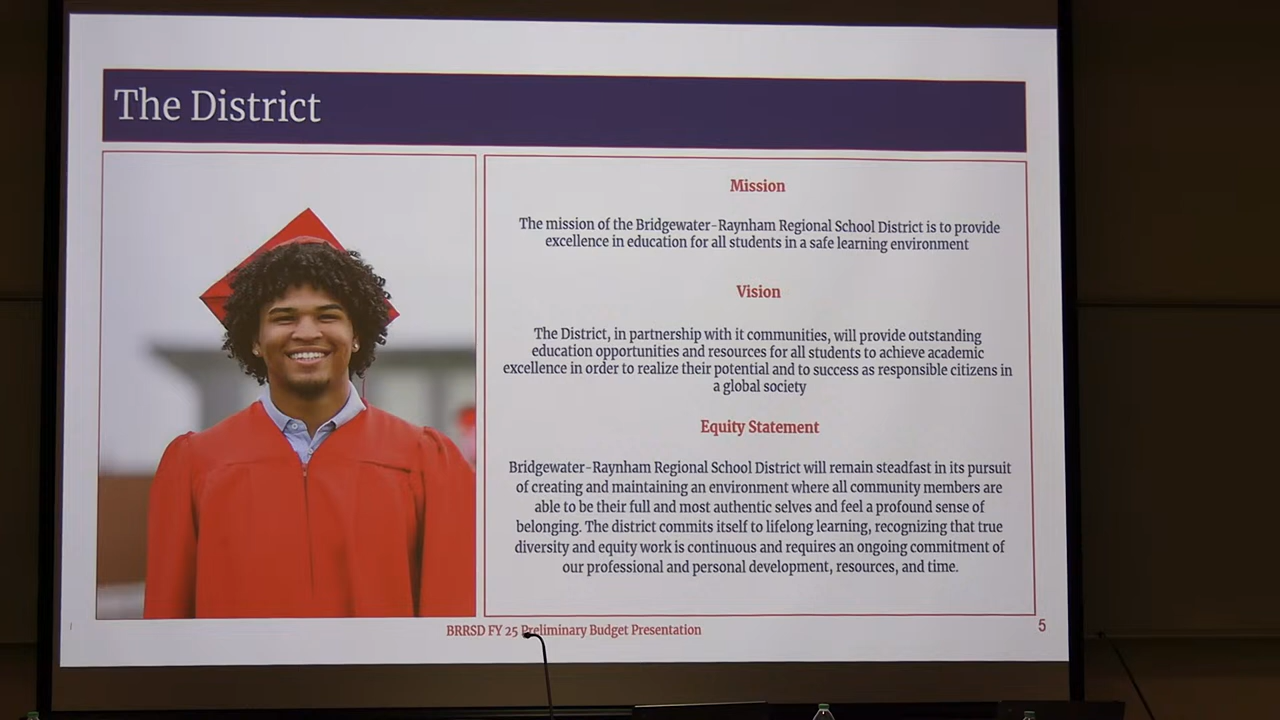 The District
Mission
The mission of the Bridgewater-Raynham Regional School District is to provide
excellence in education for all students in a safe learning environment
Vision
The District, in partnership with it communities, will provide outstanding
education opportunities and resources for all students to achieve academic
excellence in order to realize their potential and to success as responsible citizens in
a global society
Equity Statement
Bridgewater-Raynham Regional School District will remain steadfast in its pursuit
of creating and maintaining an environment where all community members are
able to be their full and most authentic selves and feel a profound sense of
belonging. The district commits itself to lifelong learning, recognizing that true
diversity and equity work is continuous and requires an ongoing commitment of
our professional and personal development, resources, and time.
BRRSD FY 25 Preliminary Budget Presentation
5